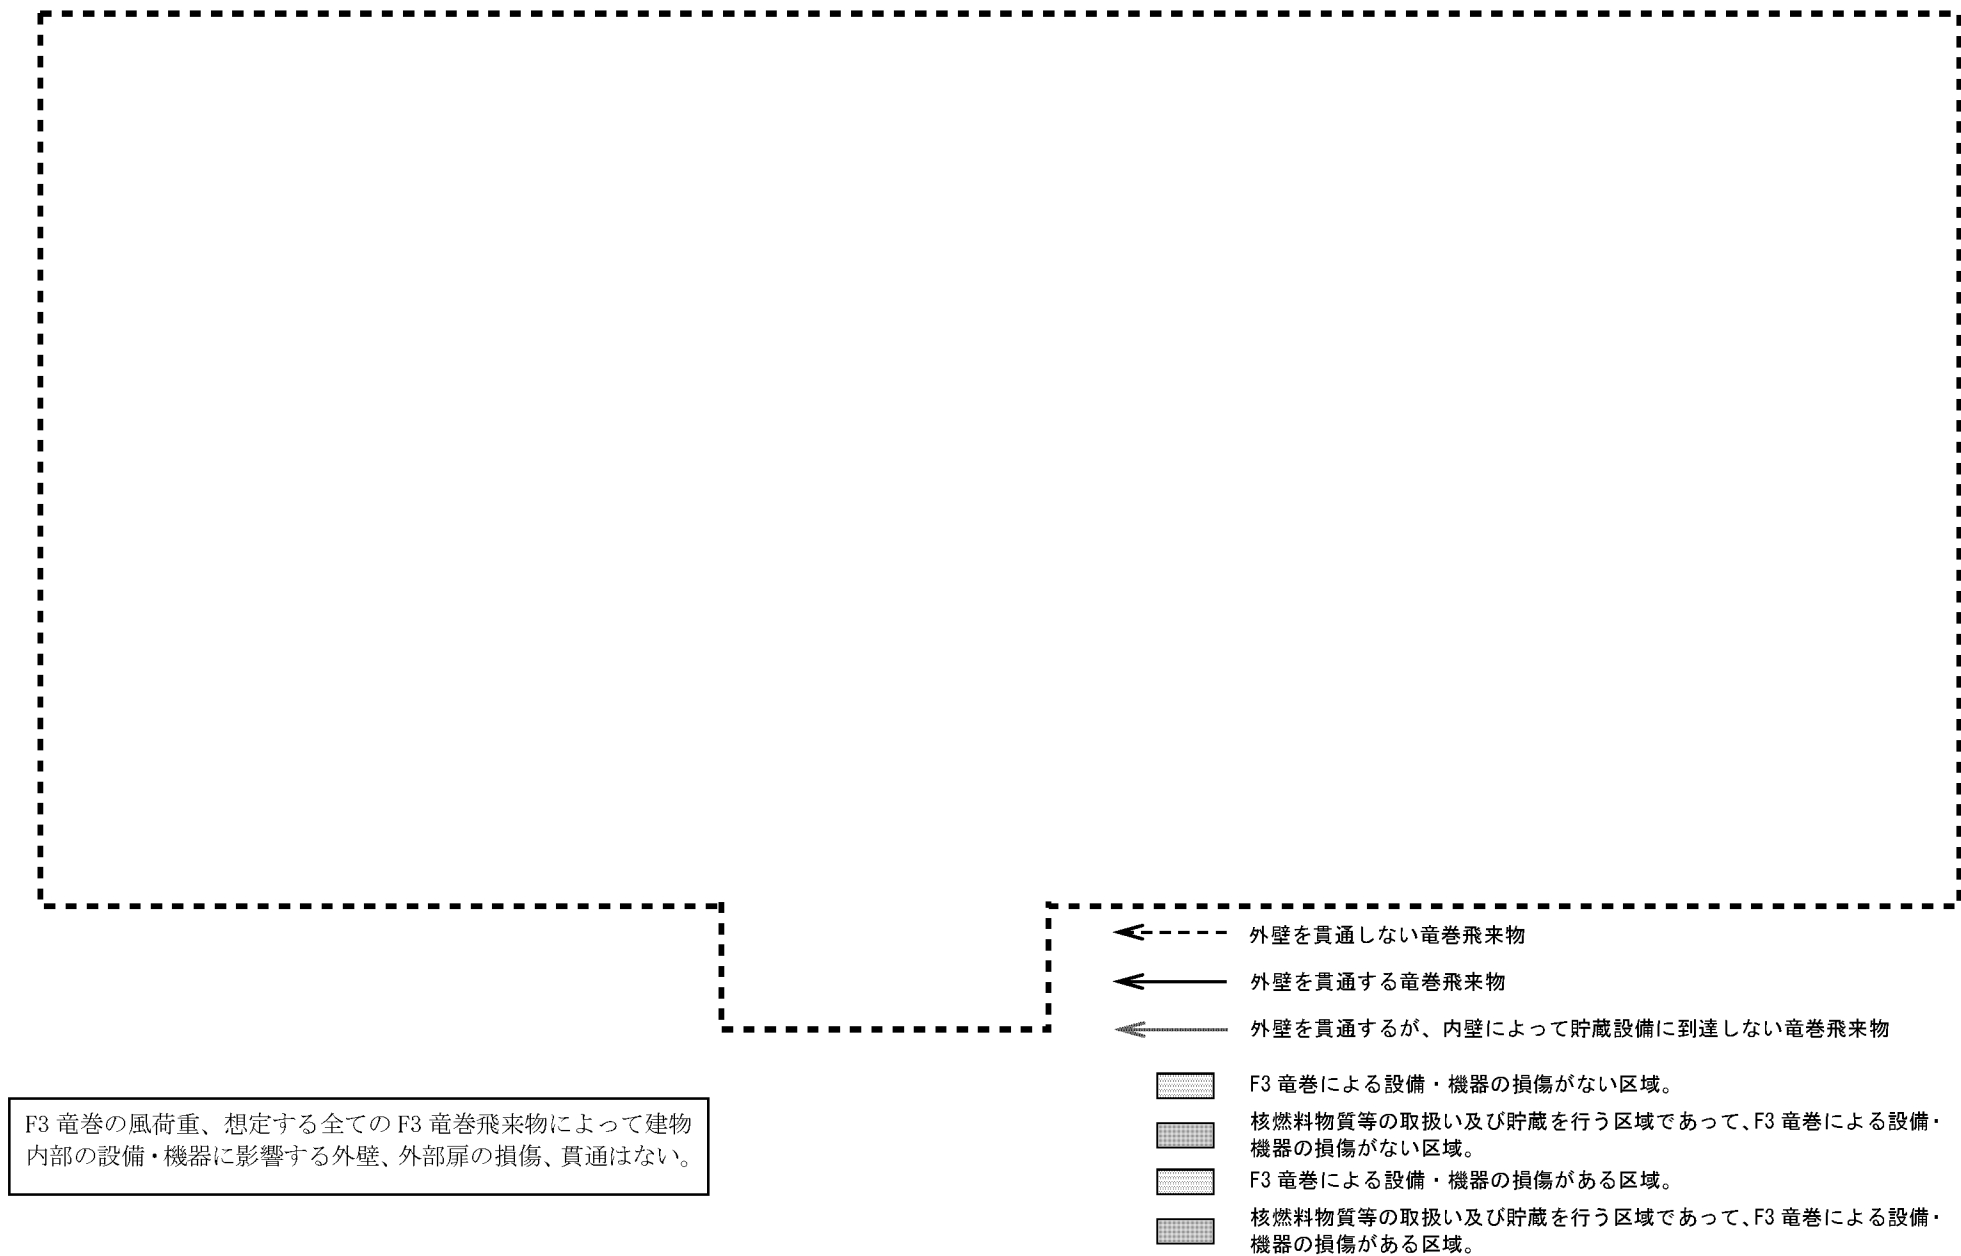 外壁を貫通しない竜巻飛来物
外壁を貫通する竜巻飛来物
外壁を貫通するが、内壁によって貯蔵設備に到達しない竜巻飛来物
F3 竜巻による設備・機器の損傷がない区域。
核燃料物質等の取扱い及び貯蔵を行う区域であって、F3 竜巻による設備・
機器の損傷がない区域。
F3 竜巻による設備・機器の損傷がある区域。
核燃料物質等の取扱い及び貯蔵を行う区域であって、F3 竜巻による設備・
機器の損傷がある区域。
F3 竜巻の風荷重、想定する全ての F3 竜巻飛来物によって建物
内部の設備・機器に影響する外壁、外部扉の損傷、貫通はない。